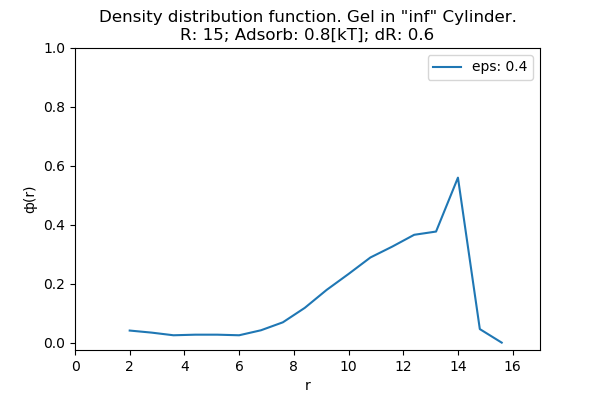 Density distribution function. Gel in "inf" Cylinder.
R: 15; Adsorb: 0.8[kT]; dR: 0.6
eps: 0.4
1.0
0.8
0.6
0.4
0.2
0.0
ф(r)
0 2 4 6 8 10 12 14 16
r